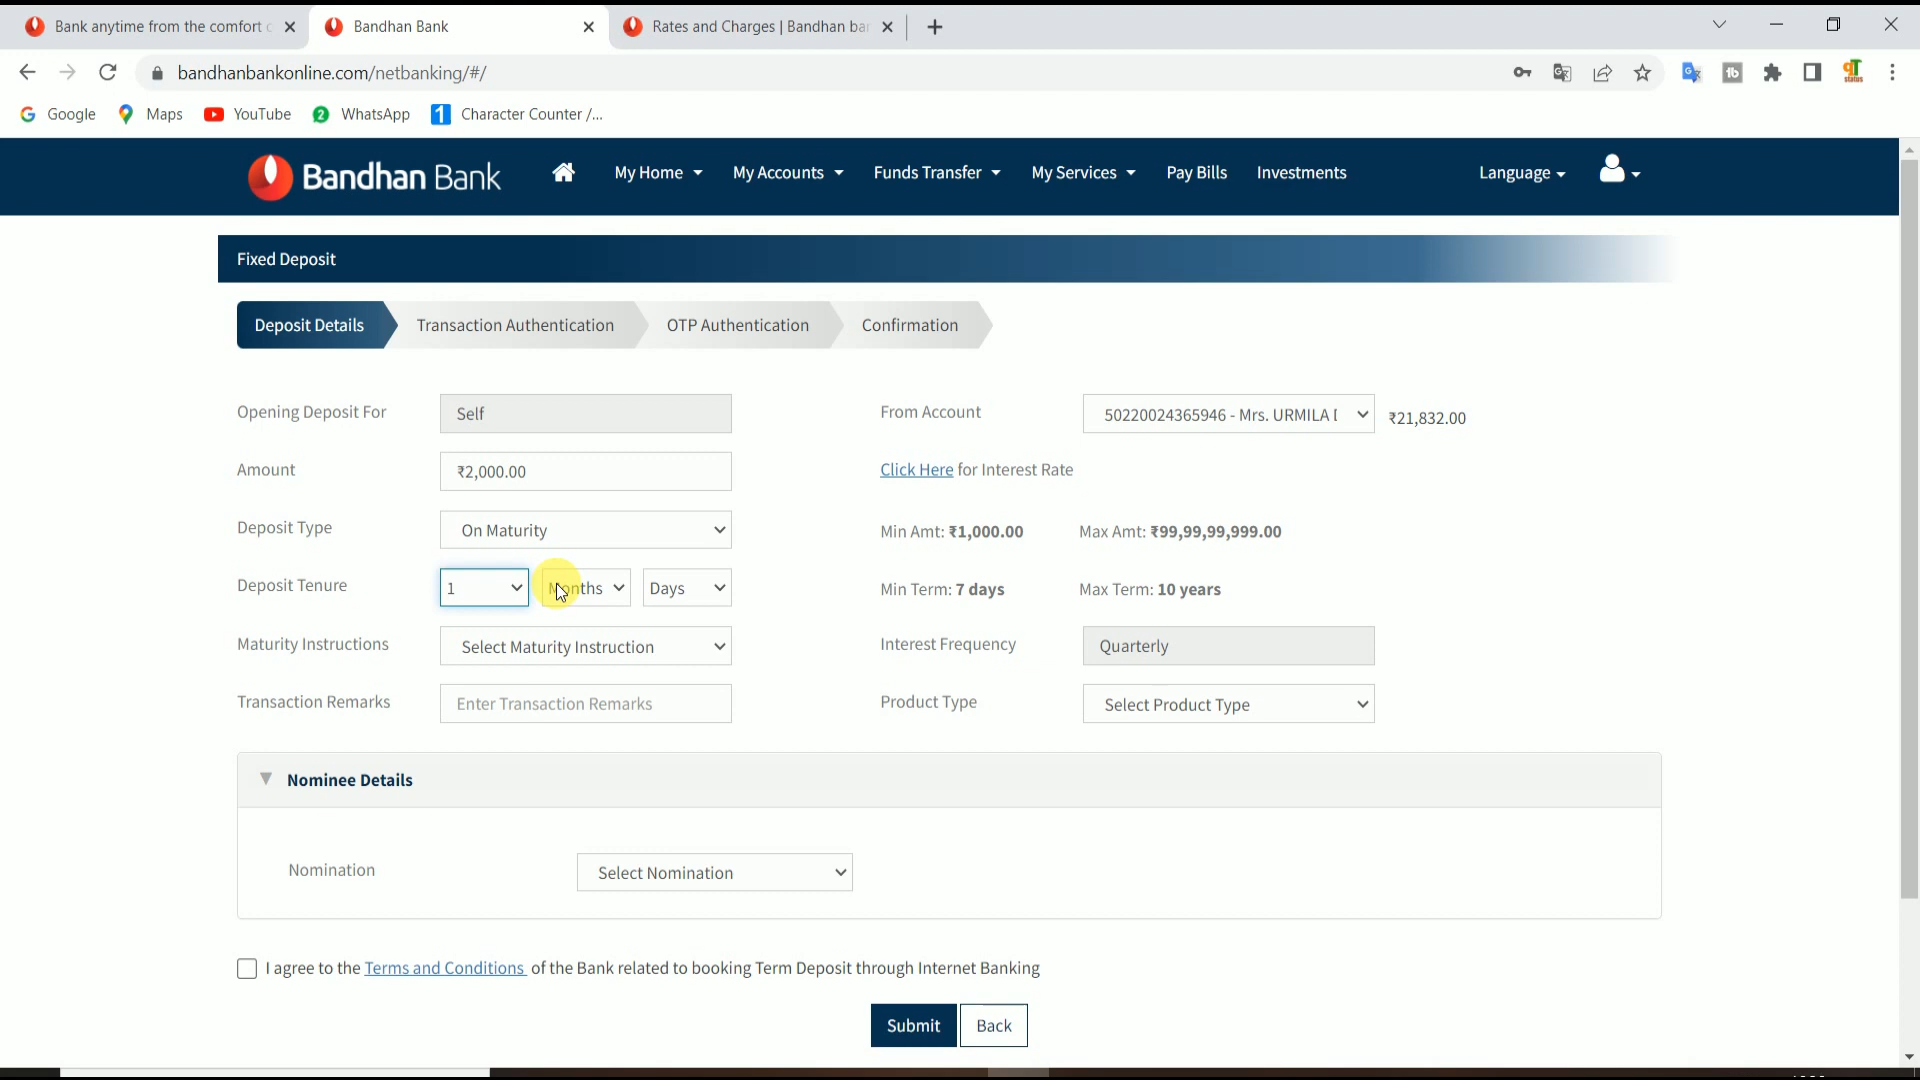 Bank anytime from the comfort
Bandhan Bank
Rates and Charges | Bandhan ba
bandhanbankonline.com/netbanking/#/
Google
Maps
YouTube
WhatsApp
Character Counter /...
Bandhan Bank
My Home
My Accounts
Funds Transfer
My Services
Pay Bills
Investments
Language
Fixed Deposit
Deposit Details
Transaction Authentication
OTP Authentication
Confirmation
Opening Deposit For
Self
From Account
50220024365946 - Mrs. URMILA
₹21,832.00
Amount
₹2,000.00
Click Here for Interest Rate
Deposit Type
On Maturity
Min Amt: ₹1,000.00
Max Amt: ₹99,99,99,999.00
Deposit Tenure
1
Months
Days
Min Term: 7 days
Max Term: 10 years
Maturity Instructions
Select Maturity Instruction
Interest Frequency
Quarterly
Transaction Remarks
Enter Transaction Remarks
Product Type
Select Product Type
Nominee Details
Nomination
Select Nomination
I agree to the Terms and Conditions of the Bank related to booking Term Deposit through Internet Banking
Submit
Back